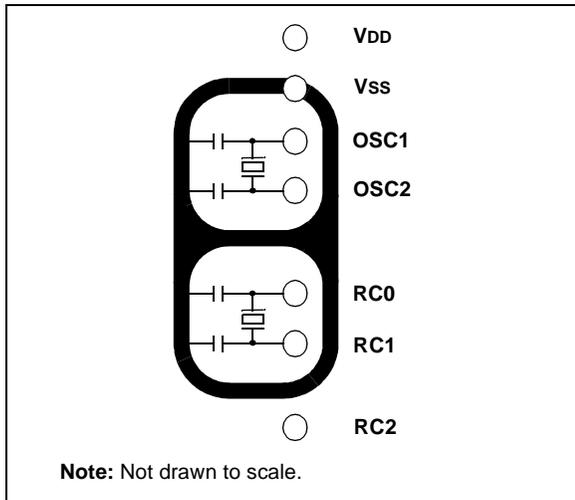 VDD
VSS
OSC1
OSC2
RC0
RC1
RC2
Note: Not drawn to scale.